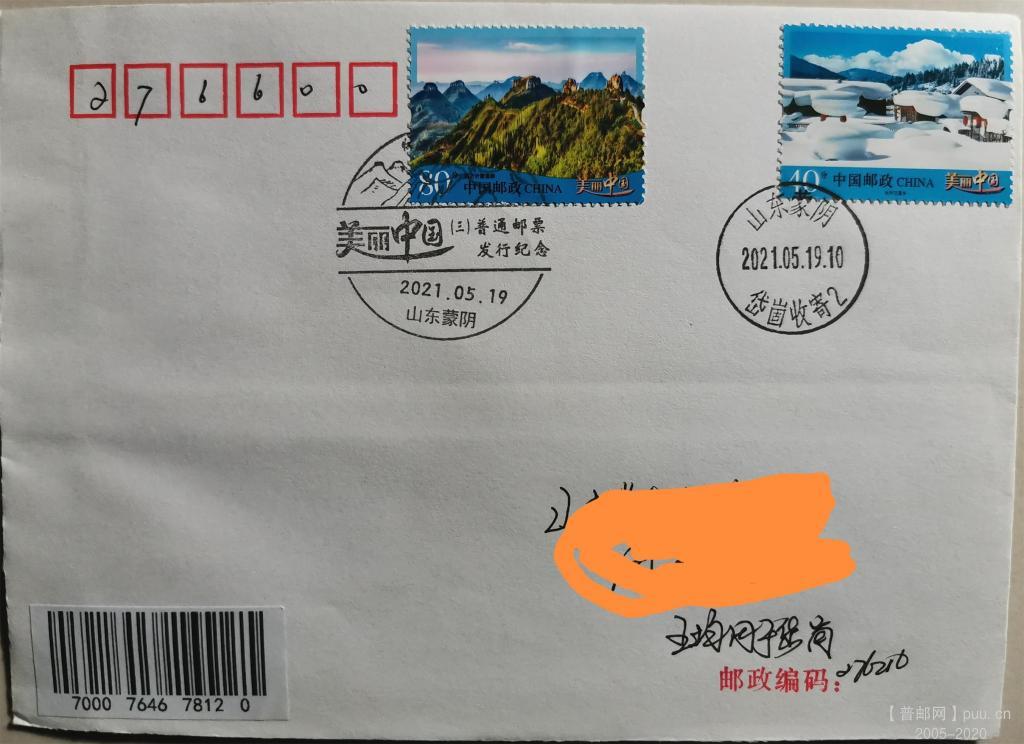 276600
80分 中国邮政 CHINA 美丽中国
40分 中国邮政 CHINA 美丽中国
美丽中国 (三) 普通邮票
发行纪念
2021.05.19
山东蒙阴
山东蒙阴
2021.05.19.10
岱崮收寄2
邮政编码:
7000 7646 7812 0
【普邮网】puu.cn
2005-2020